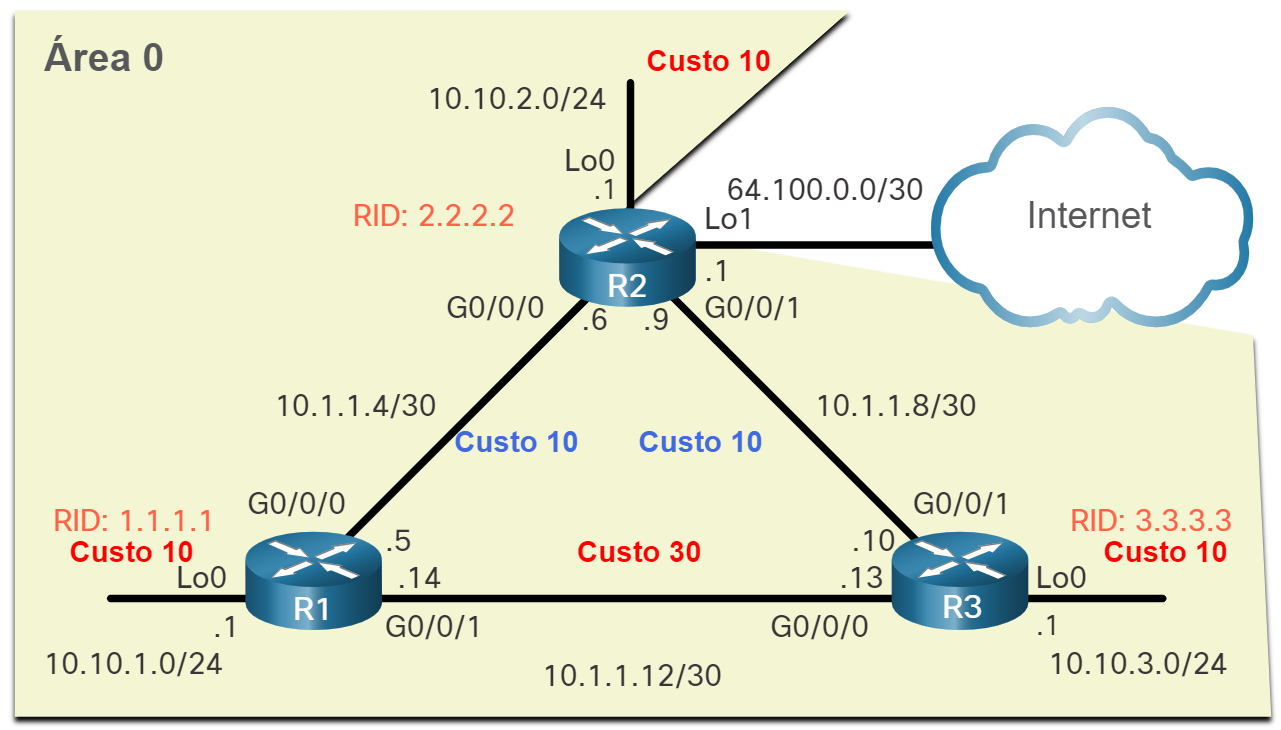 Área 0
Custo 10
10.10.2.0/24
Lo0
.1
64.100.0.0/30
RID: 2.2.2.2
Lo1
Internet
.1
R2
G0/0/0
.6
.9
G0/0/1
10.1.1.4/30
10.1.1.8/30
Custo 10
Custo 10
G0/0/0
G0/0/1
RID: 1.1.1.1
RID: 3.3.3.3
Custo 10
.5
Custo 30
.10
Custo 10
Lo0
.14
.13
Lo0
R1
R3
.1
G0/0/1
G0/0/0
.1
10.10.1.0/24
10.1.1.12/30
10.10.3.0/24